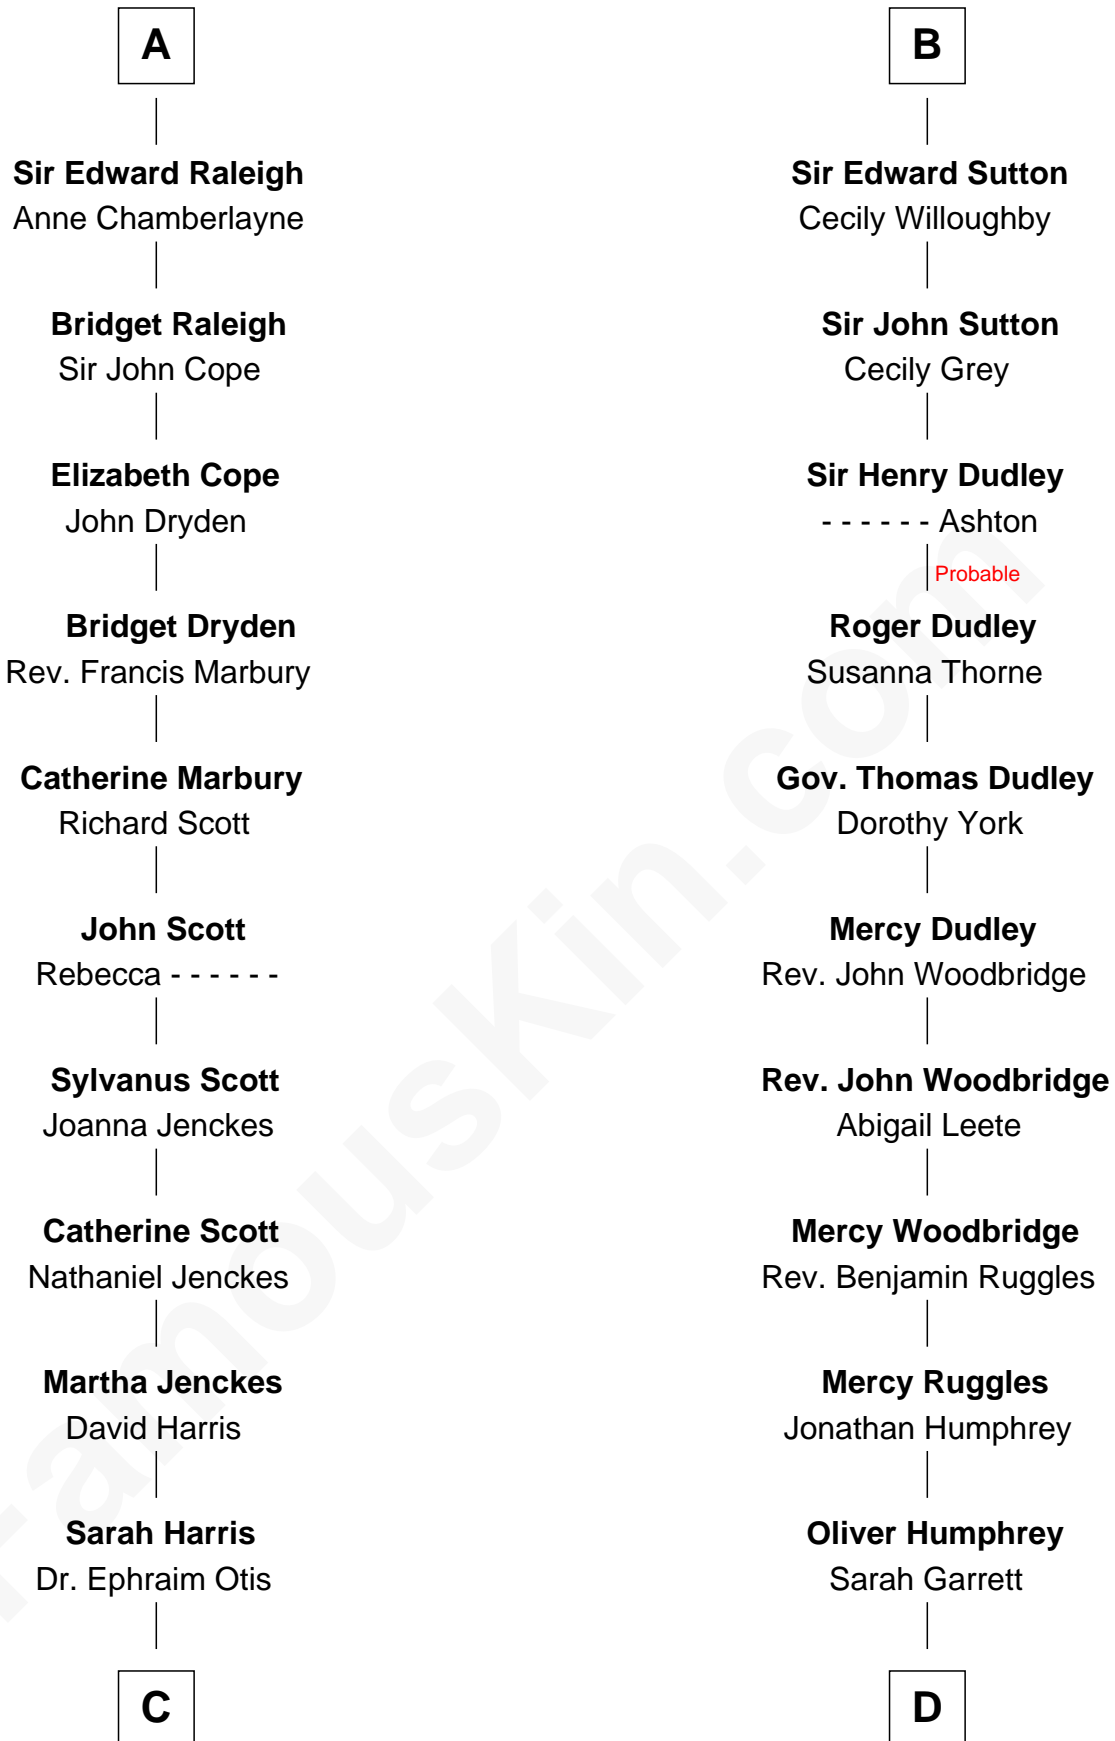 A
Sir Edward Raleigh
Anne Chamberlayne
Bridget Raleigh
Sir John Cope
Elizabeth Cope
John Dryden
Bridget Dryden
Rev. Francis Marbury
Catherine Marbury
Richard Scott
John Scott
Rebecca - - - - - -
Sylvanus Scott
Joanna Jenckes
Catherine Scott
Nathaniel Jenckes
Martha Jenckes
David Harris
Sarah Harris
Dr. Ephraim Otis
C
B
Sir Edward Sutton
Cecily Willoughby
Sir John Sutton
Cecily Grey
Sir Henry Dudley
- - - - - - Ashton
Probable
Roger Dudley
Susanna Thorne
Gov. Thomas Dudley
Dorothy York
Mercy Dudley
Rev. John Woodbridge
Rev. John Woodbridge
Abigail Leete
Mercy Woodbridge
Rev. Benjamin Ruggles
Mercy Ruggles
Jonathan Humphrey
Oliver Humphrey
Sarah Garrett
D
FamousKin.com